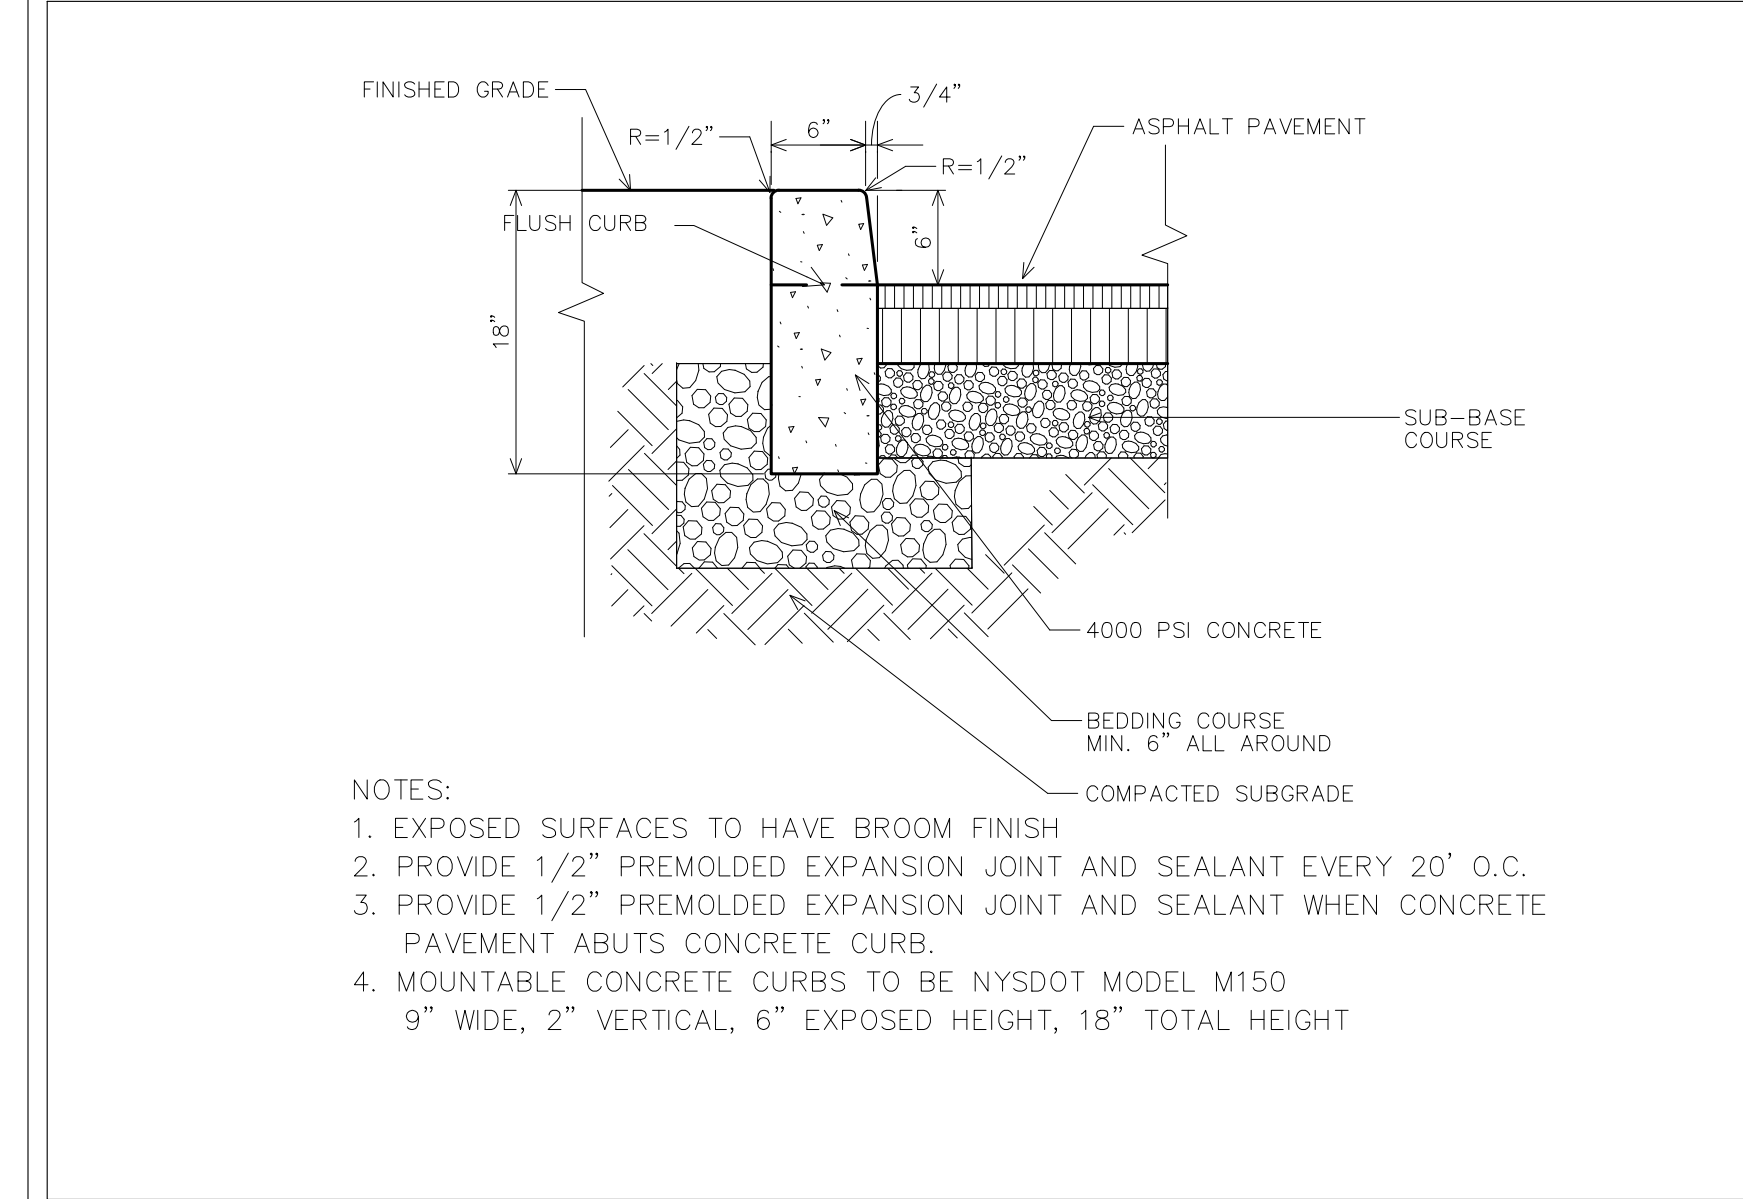 FINISHED GRADE
3/4”
6”
R=1/2”
ASPHALT PAVEMENT
R=1/2”
FLUSH CURB
6”
18”
SUB-BASE
COURSE
4000 PSI CONCRETE
BEDDING COURSE
MIN. 6” ALL AROUND
COMPACTED SUBGRADE
NOTES:
1. EXPOSED SURFACES TO HAVE BROOM FINISH
2. PROVIDE 1/2” PREMOLDED EXPANSION JOINT AND SEALANT EVERY 20’ O.C.
3. PROVIDE 1/2” PREMOLDED EXPANSION JOINT AND SEALANT WHEN CONCRETE
PAVEMENT ABUTS CONCRETE CURB.
4. MOUNTABLE CONCRETE CURBS TO BE NYSDOT MODEL M150
9” WIDE, 2” VERTICAL, 6” EXPOSED HEIGHT, 18” TOTAL HEIGHT